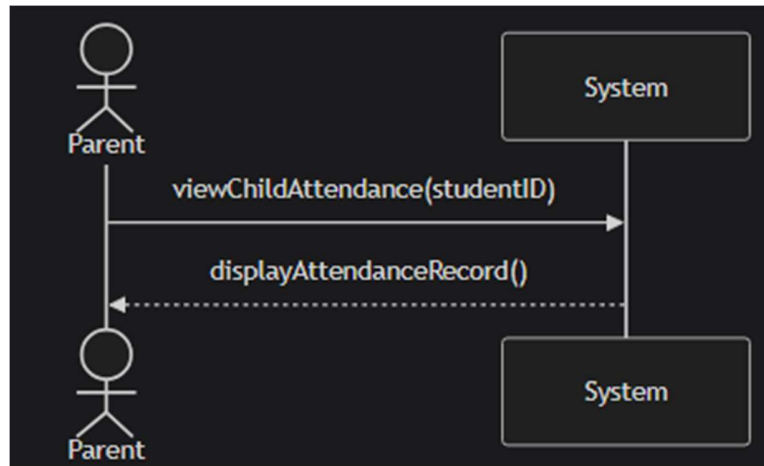 Parent
System
viewChildAttendance(studentID)
displayAttendanceRecord()
Parent
System